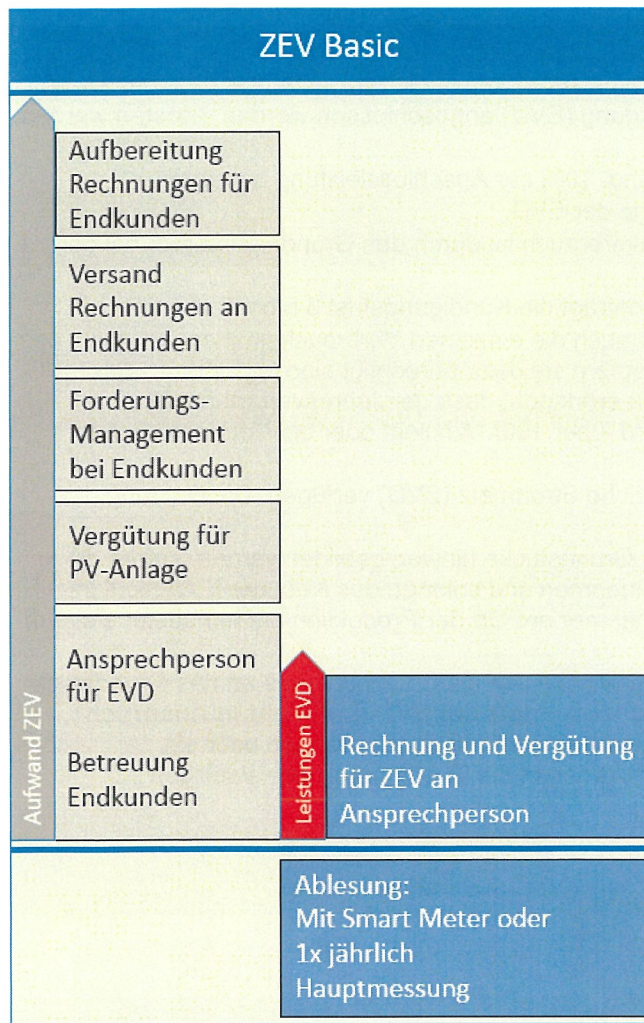 ZEV Basic
Aufbereitung
Rechnungen für
Endkunden
Versand
Rechnungen an
Endkunden
Forderungs-
Management
bei Endkunden
Vergütung für
PV-Anlage
Ansprechperson
für EVD
Betreuung
Endkunden
Aufwand ZEV
Leistungen EVD
Rechnung und Vergütung
für ZEV an
Ansprechperson
Ablesung:
Mit Smart Meter oder
1x jährlich
Hauptmessung